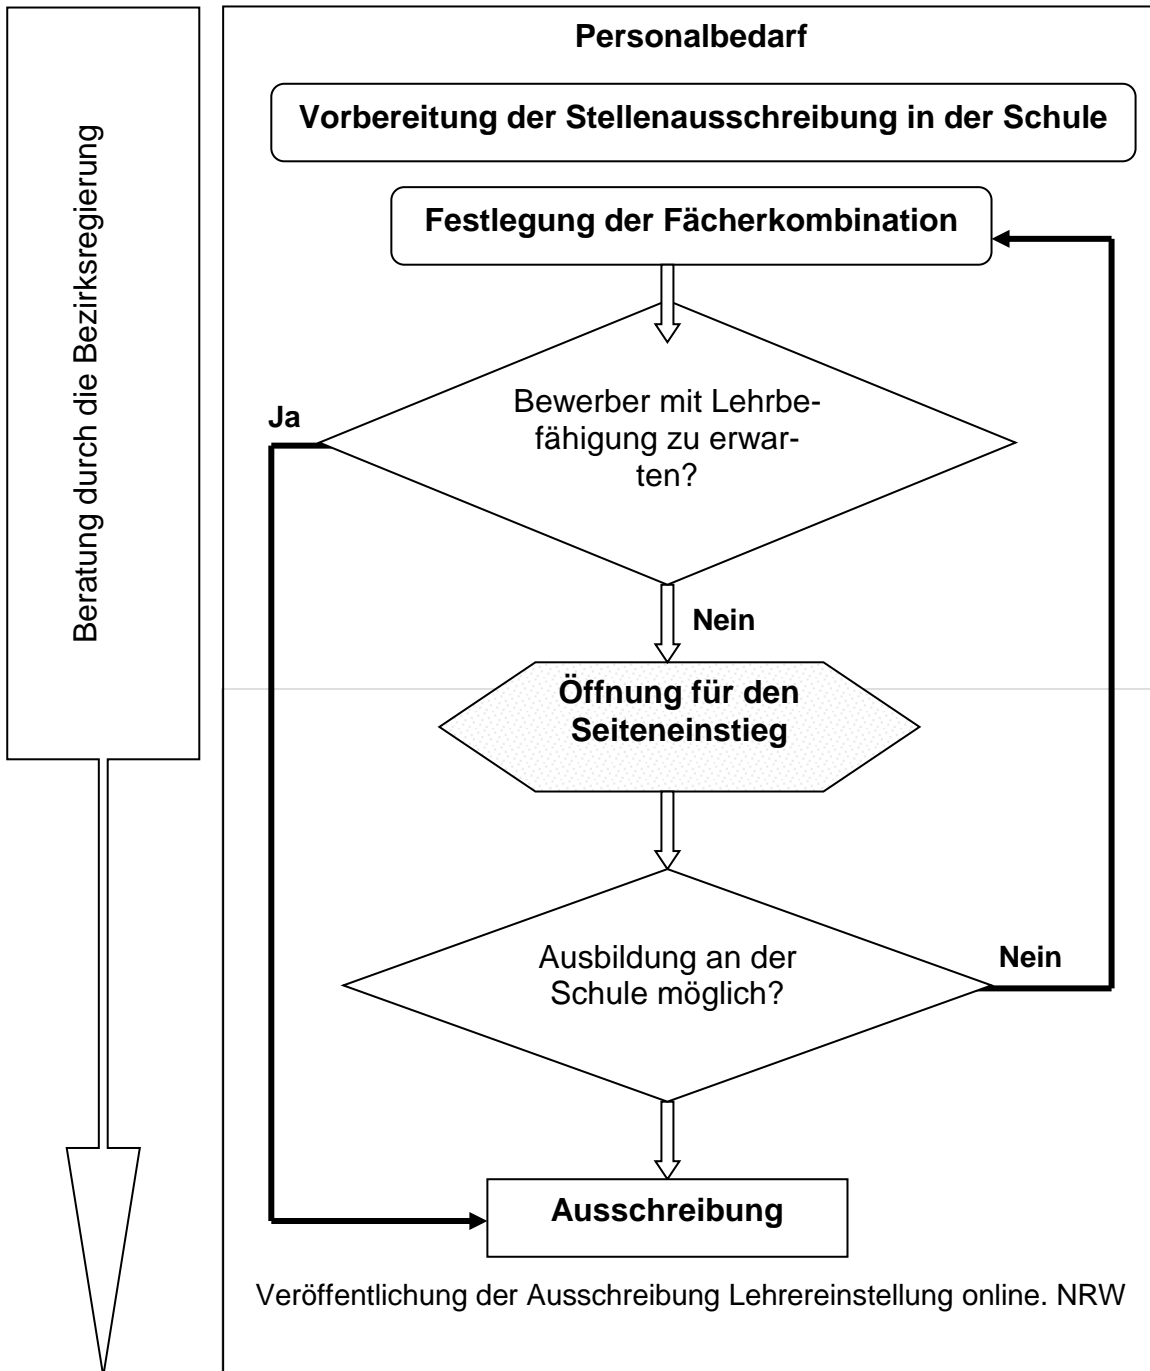 Personalbedarf
Vorbereitung der Stellenausschreibung in der Schule
Beratung durch die Bezirksregierung
Festlegung der Fächerkombination
Bewerber mit Lehrbe-
fähigung zu erwar-
ten?
Ja
Nein
Öffnung für den
Seiteneinstieg
Ausbildung an der
Schule möglich?
Nein
Ausschreibung
Veröffentlichung der Ausschreibung Lehrereinstellung online. NRW